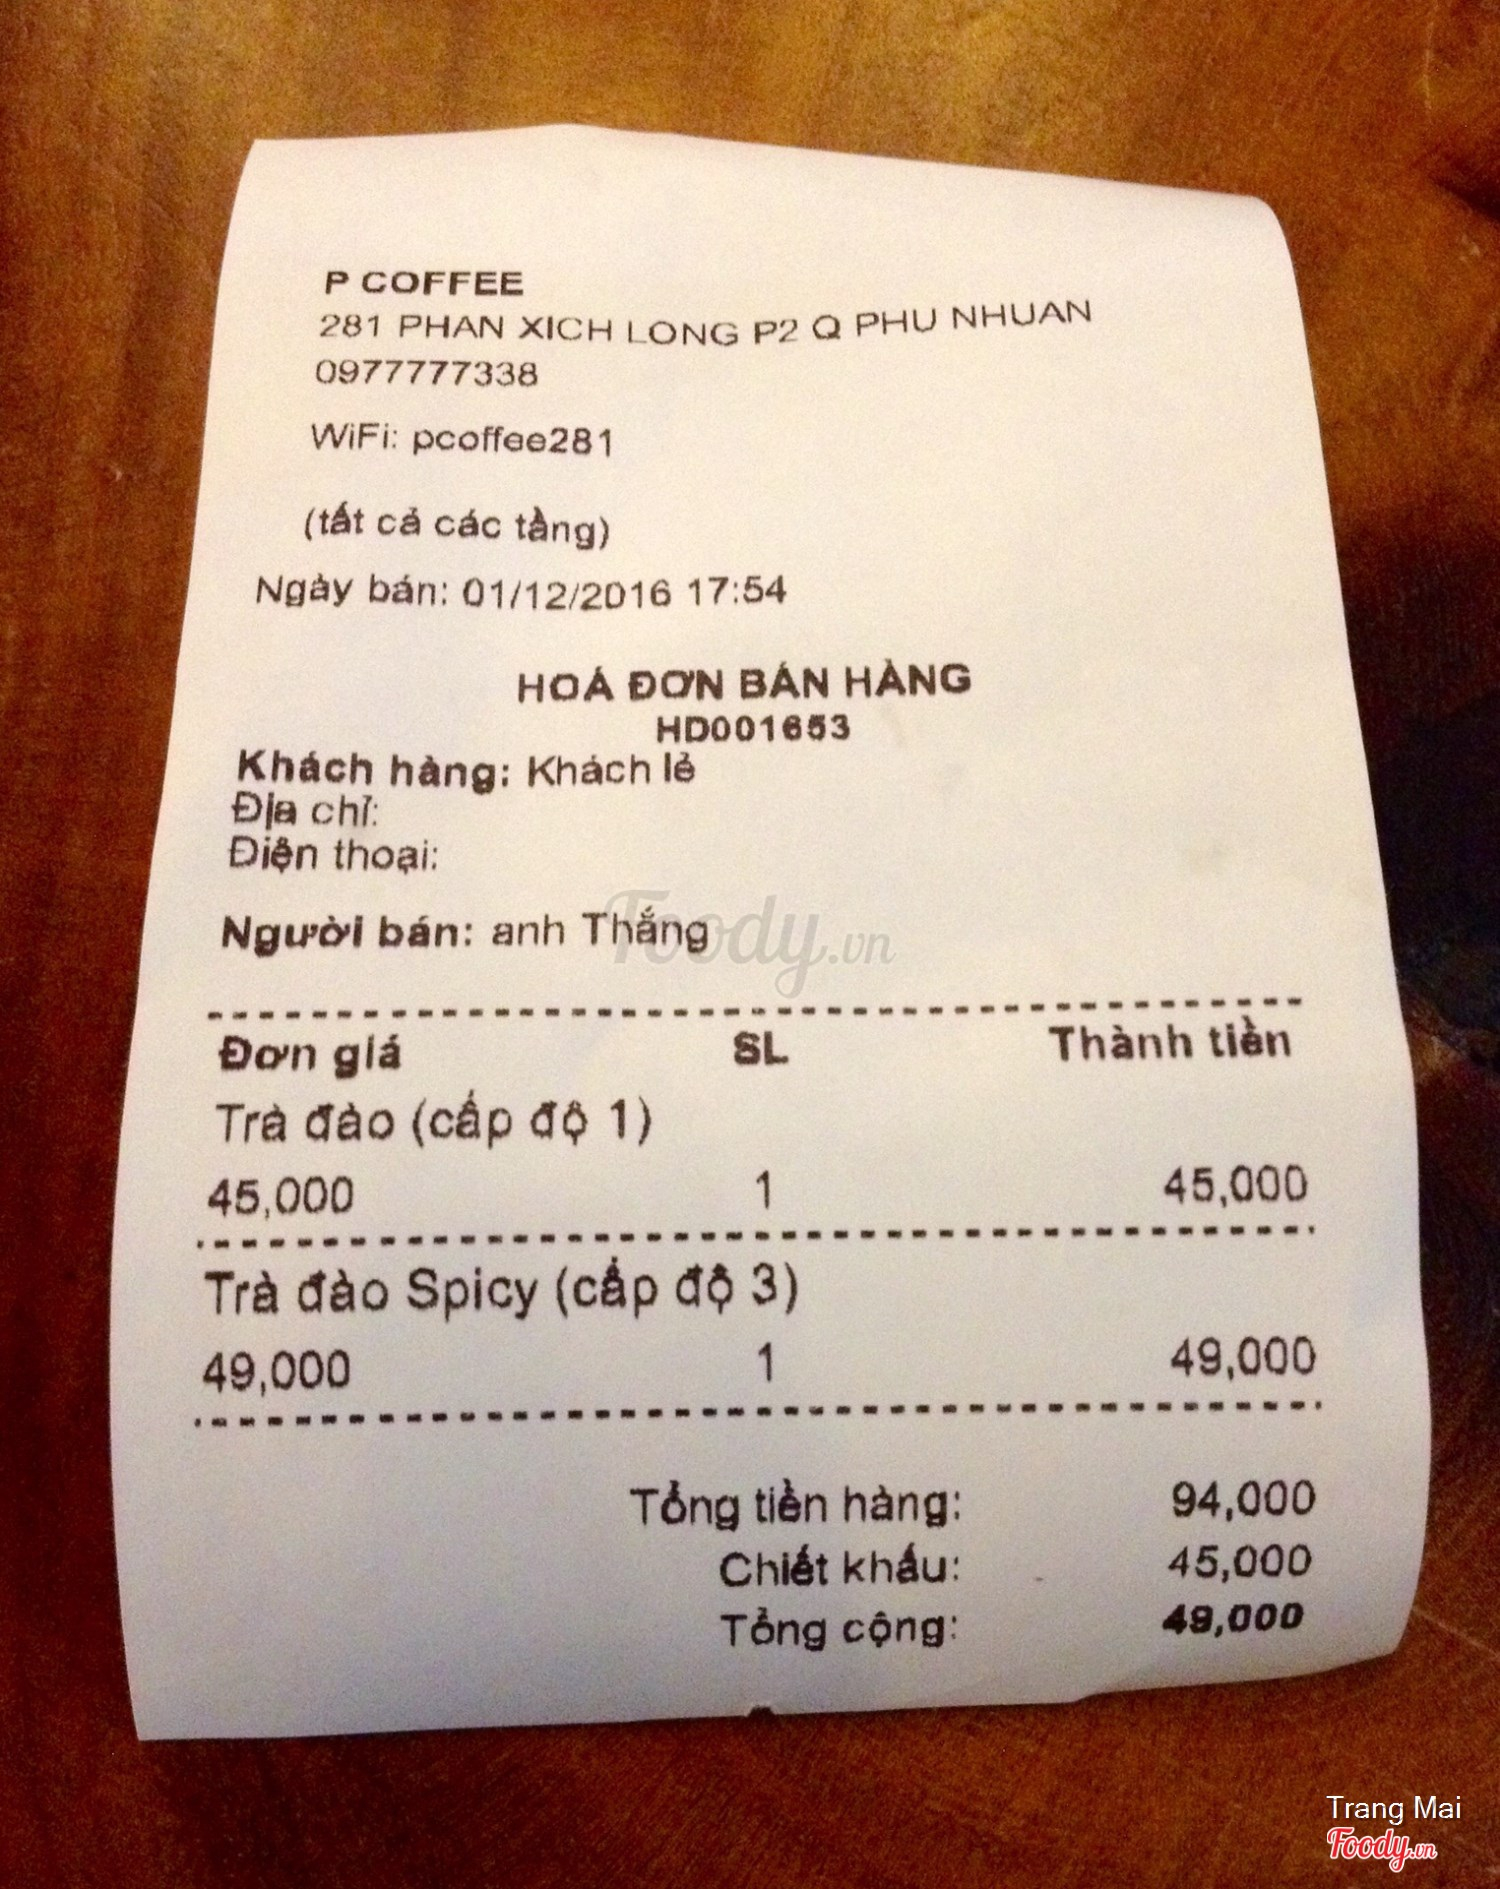 P COFFEE
281 PHAN XICH LONG P2 Q PHU NHUAN
0977777338
WiFi: pcoffee281
(tất cả các tầng)
Ngày bán: 01/12/2016 17:54
HOÁ ĐƠN BÁN HÀNG
HD001653
Khách hàng: Khách lẻ
Địa chỉ:
Điện thoại:
Người bán: anh Thắng
Foody.vn
Đơn giá SL Thành tiền
Trà đào (cấp độ 1)
45,000 1 45,000
Trà đào Spicy (cấp độ 3)
49,000 1 49,000
Tổng tiền hàng: 94,000
Chiết khấu: 45,000
Tổng cộng: 49,000
Trang Mai
Foody.vn